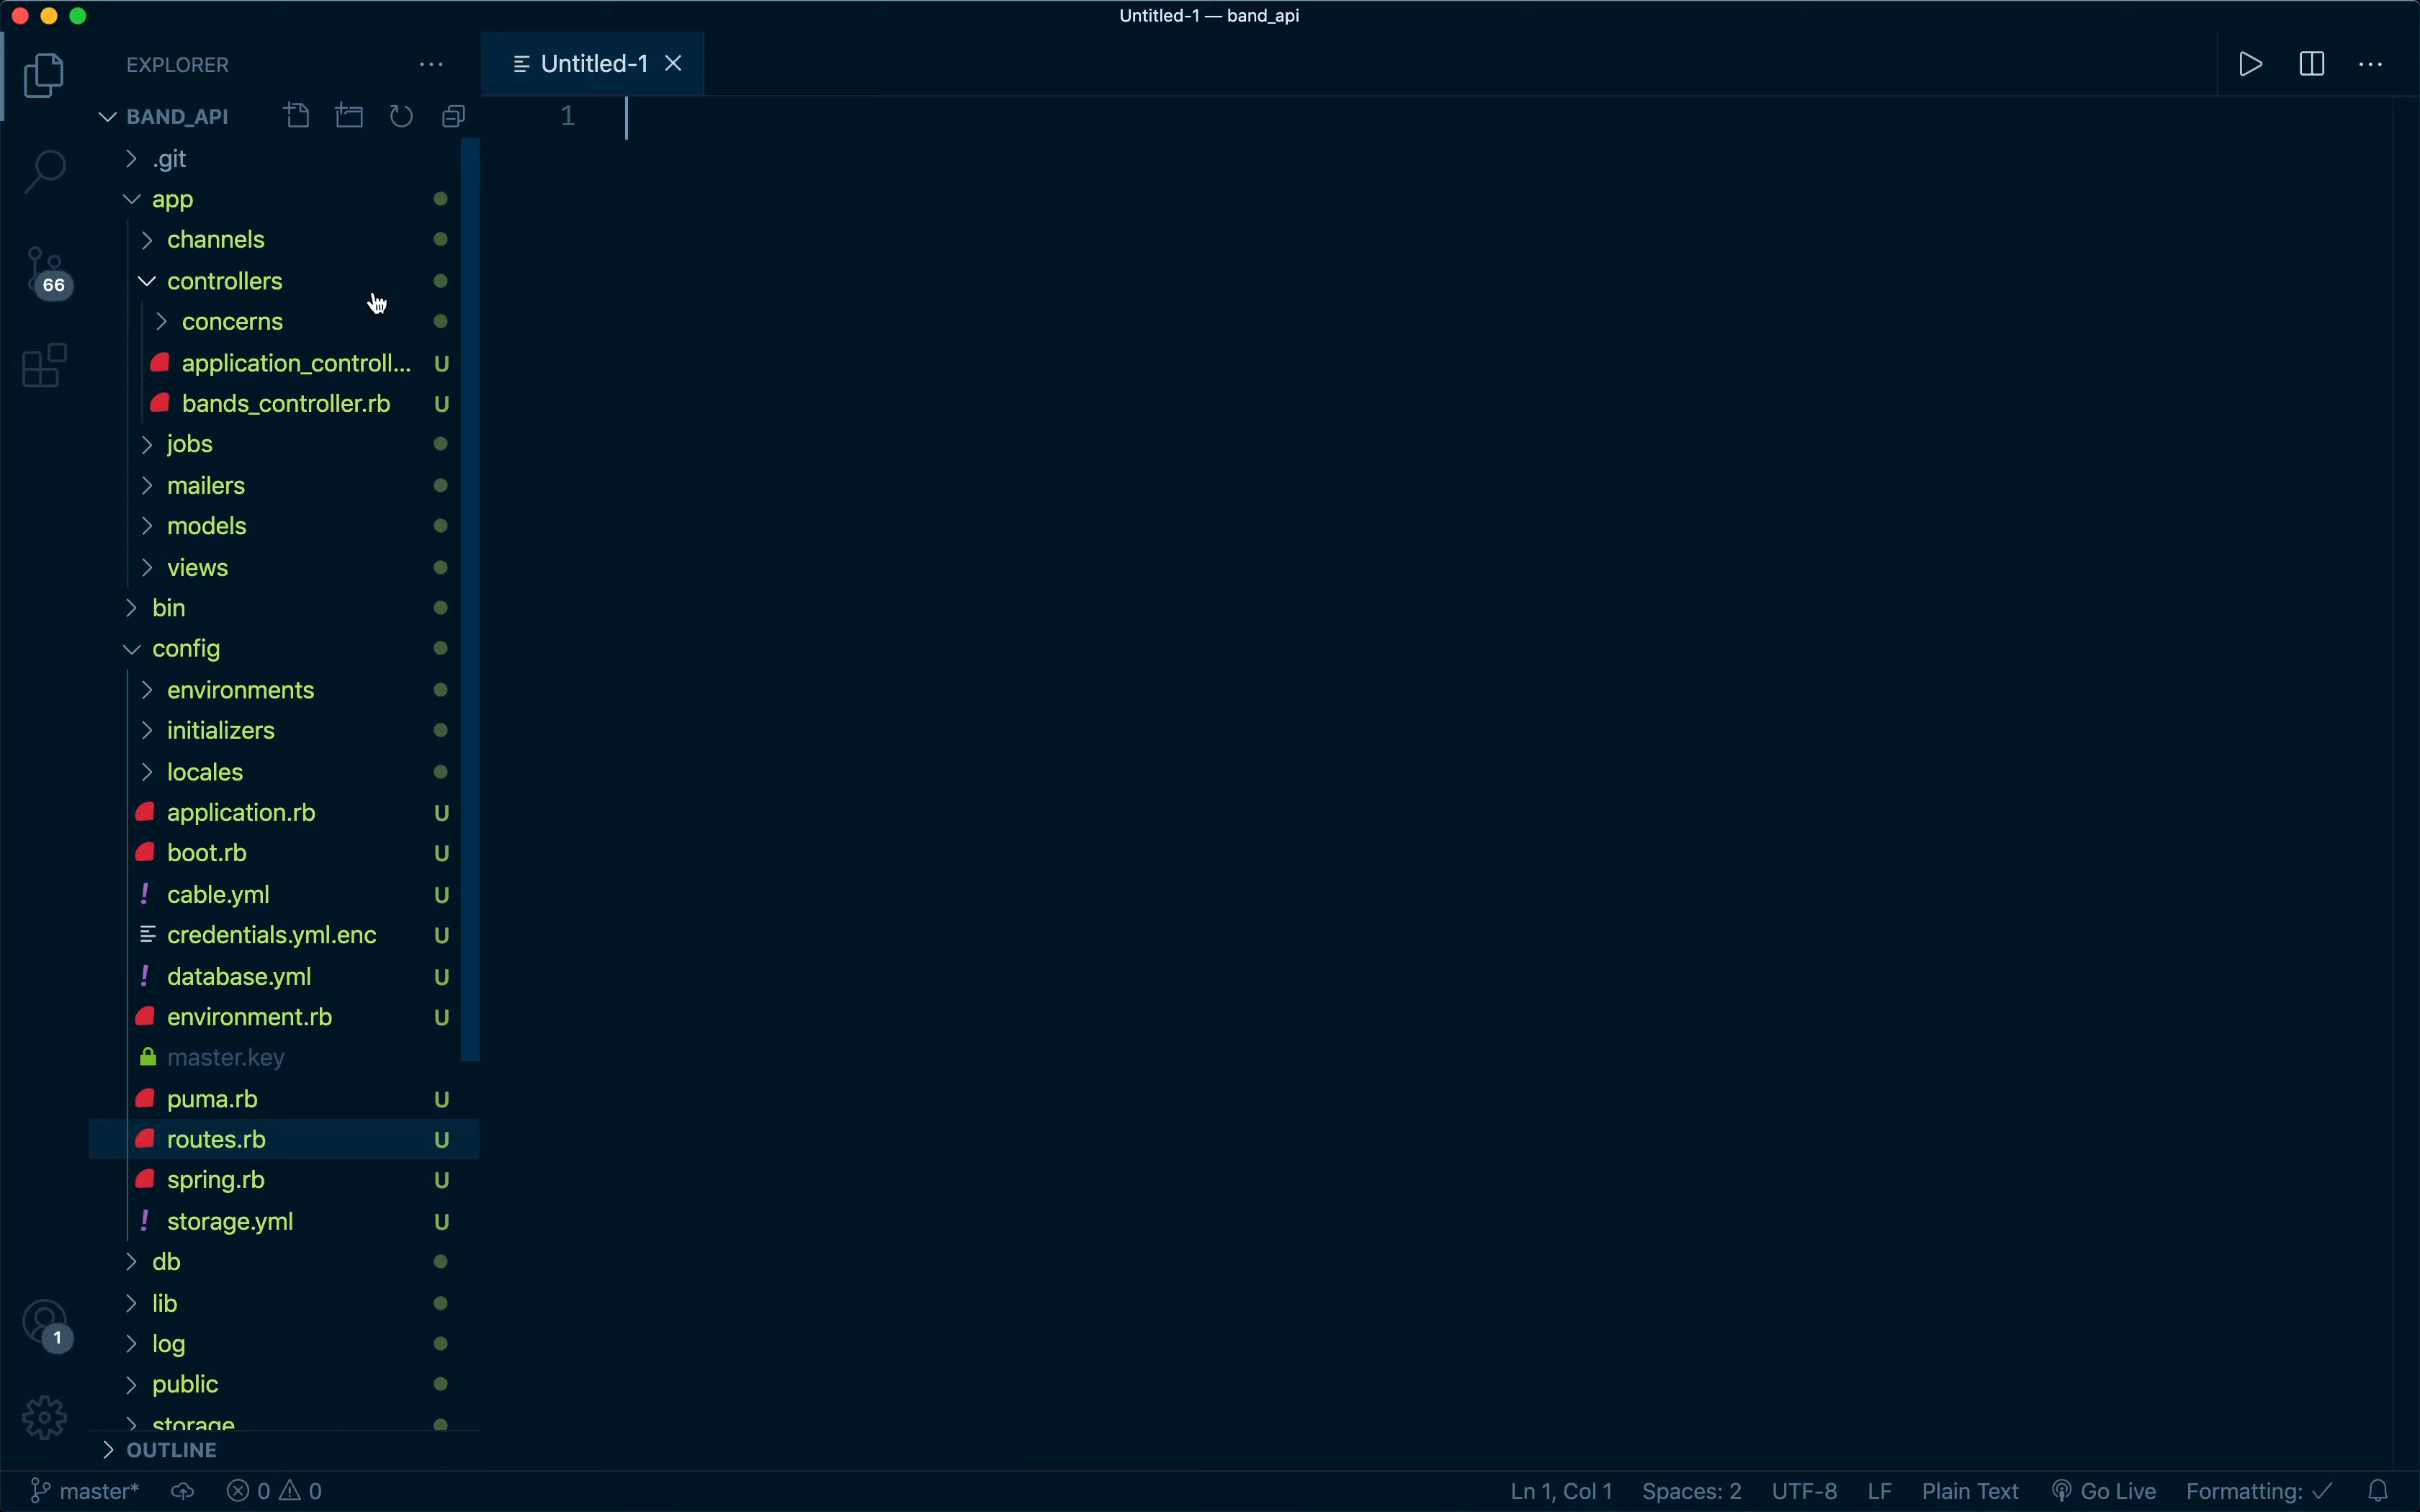 Untitled-1 — band_api
EXPLORER
Untitled-1
BAND_API
1
.git
app
channels
controllers
66
concerns
application_controll... U
bands_controller.rb U
jobs
mailers
models
views
bin
config
environments
initializers
locales
application.rb U
boot.rb U
! cable.yml U
credentials.yml.enc U
! database.yml U
environment.rb U
master.key
puma.rb U
routes.rb U
spring.rb U
! storage.yml U
db
lib
1
log
public
storage
OUTLINE
master* 0 0 Ln 1, Col 1 Spaces: 2 UTF-8 LF Plain Text Go Live Formatting: ✓